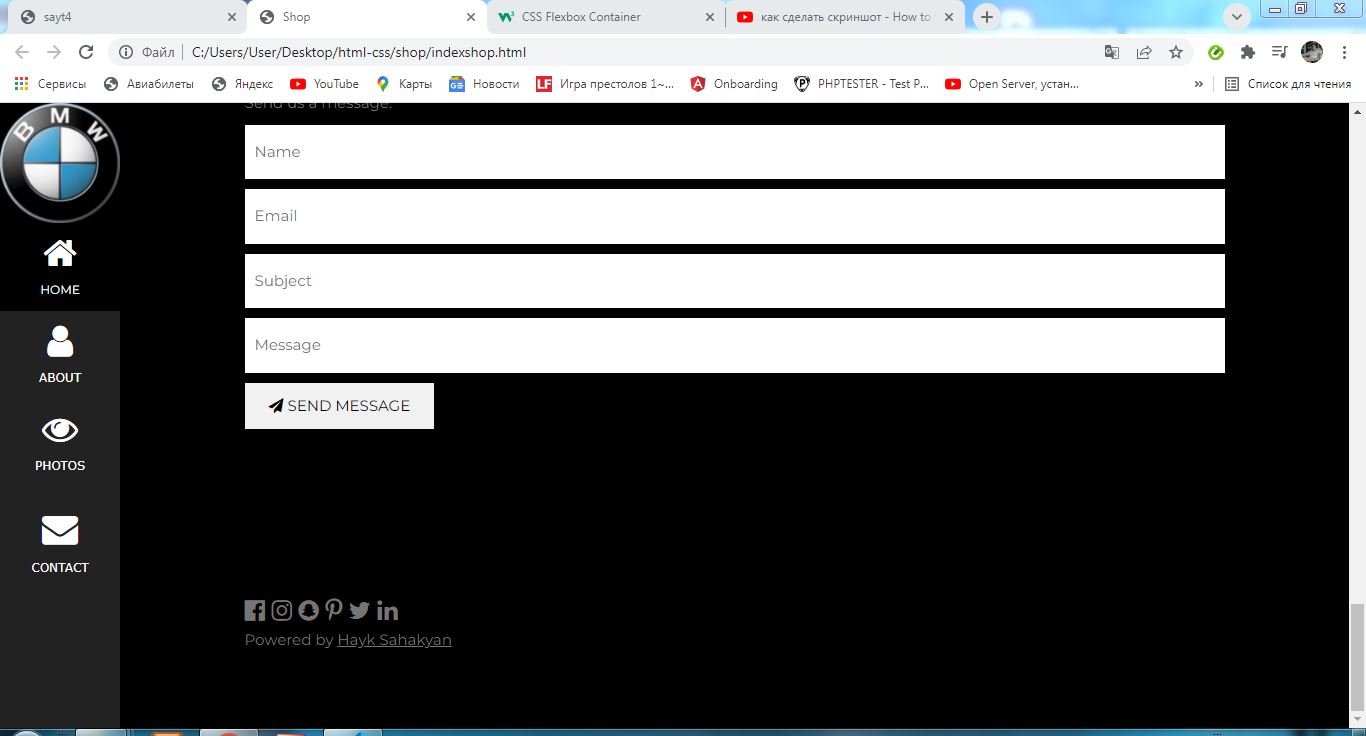 sayt4
Shop
CSS Flexbox Container
как сделать скриншот - How to
Файл
C:/Users/User/Desktop/html-css/shop/indexshop.html
Сервисы
Авиабилеты
Яндекс
YouTube
Карты
Новости
Игра престолов 1~...
Onboarding
PHPTESTER - Test P...
Open Server, устан...
»
Список для чтения
BMW
HOME
ABOUT
PHOTOS
CONTACT
Send us a message:
Name
Email
Subject
Message
SEND MESSAGE
Powered by Hayk Sahakyan